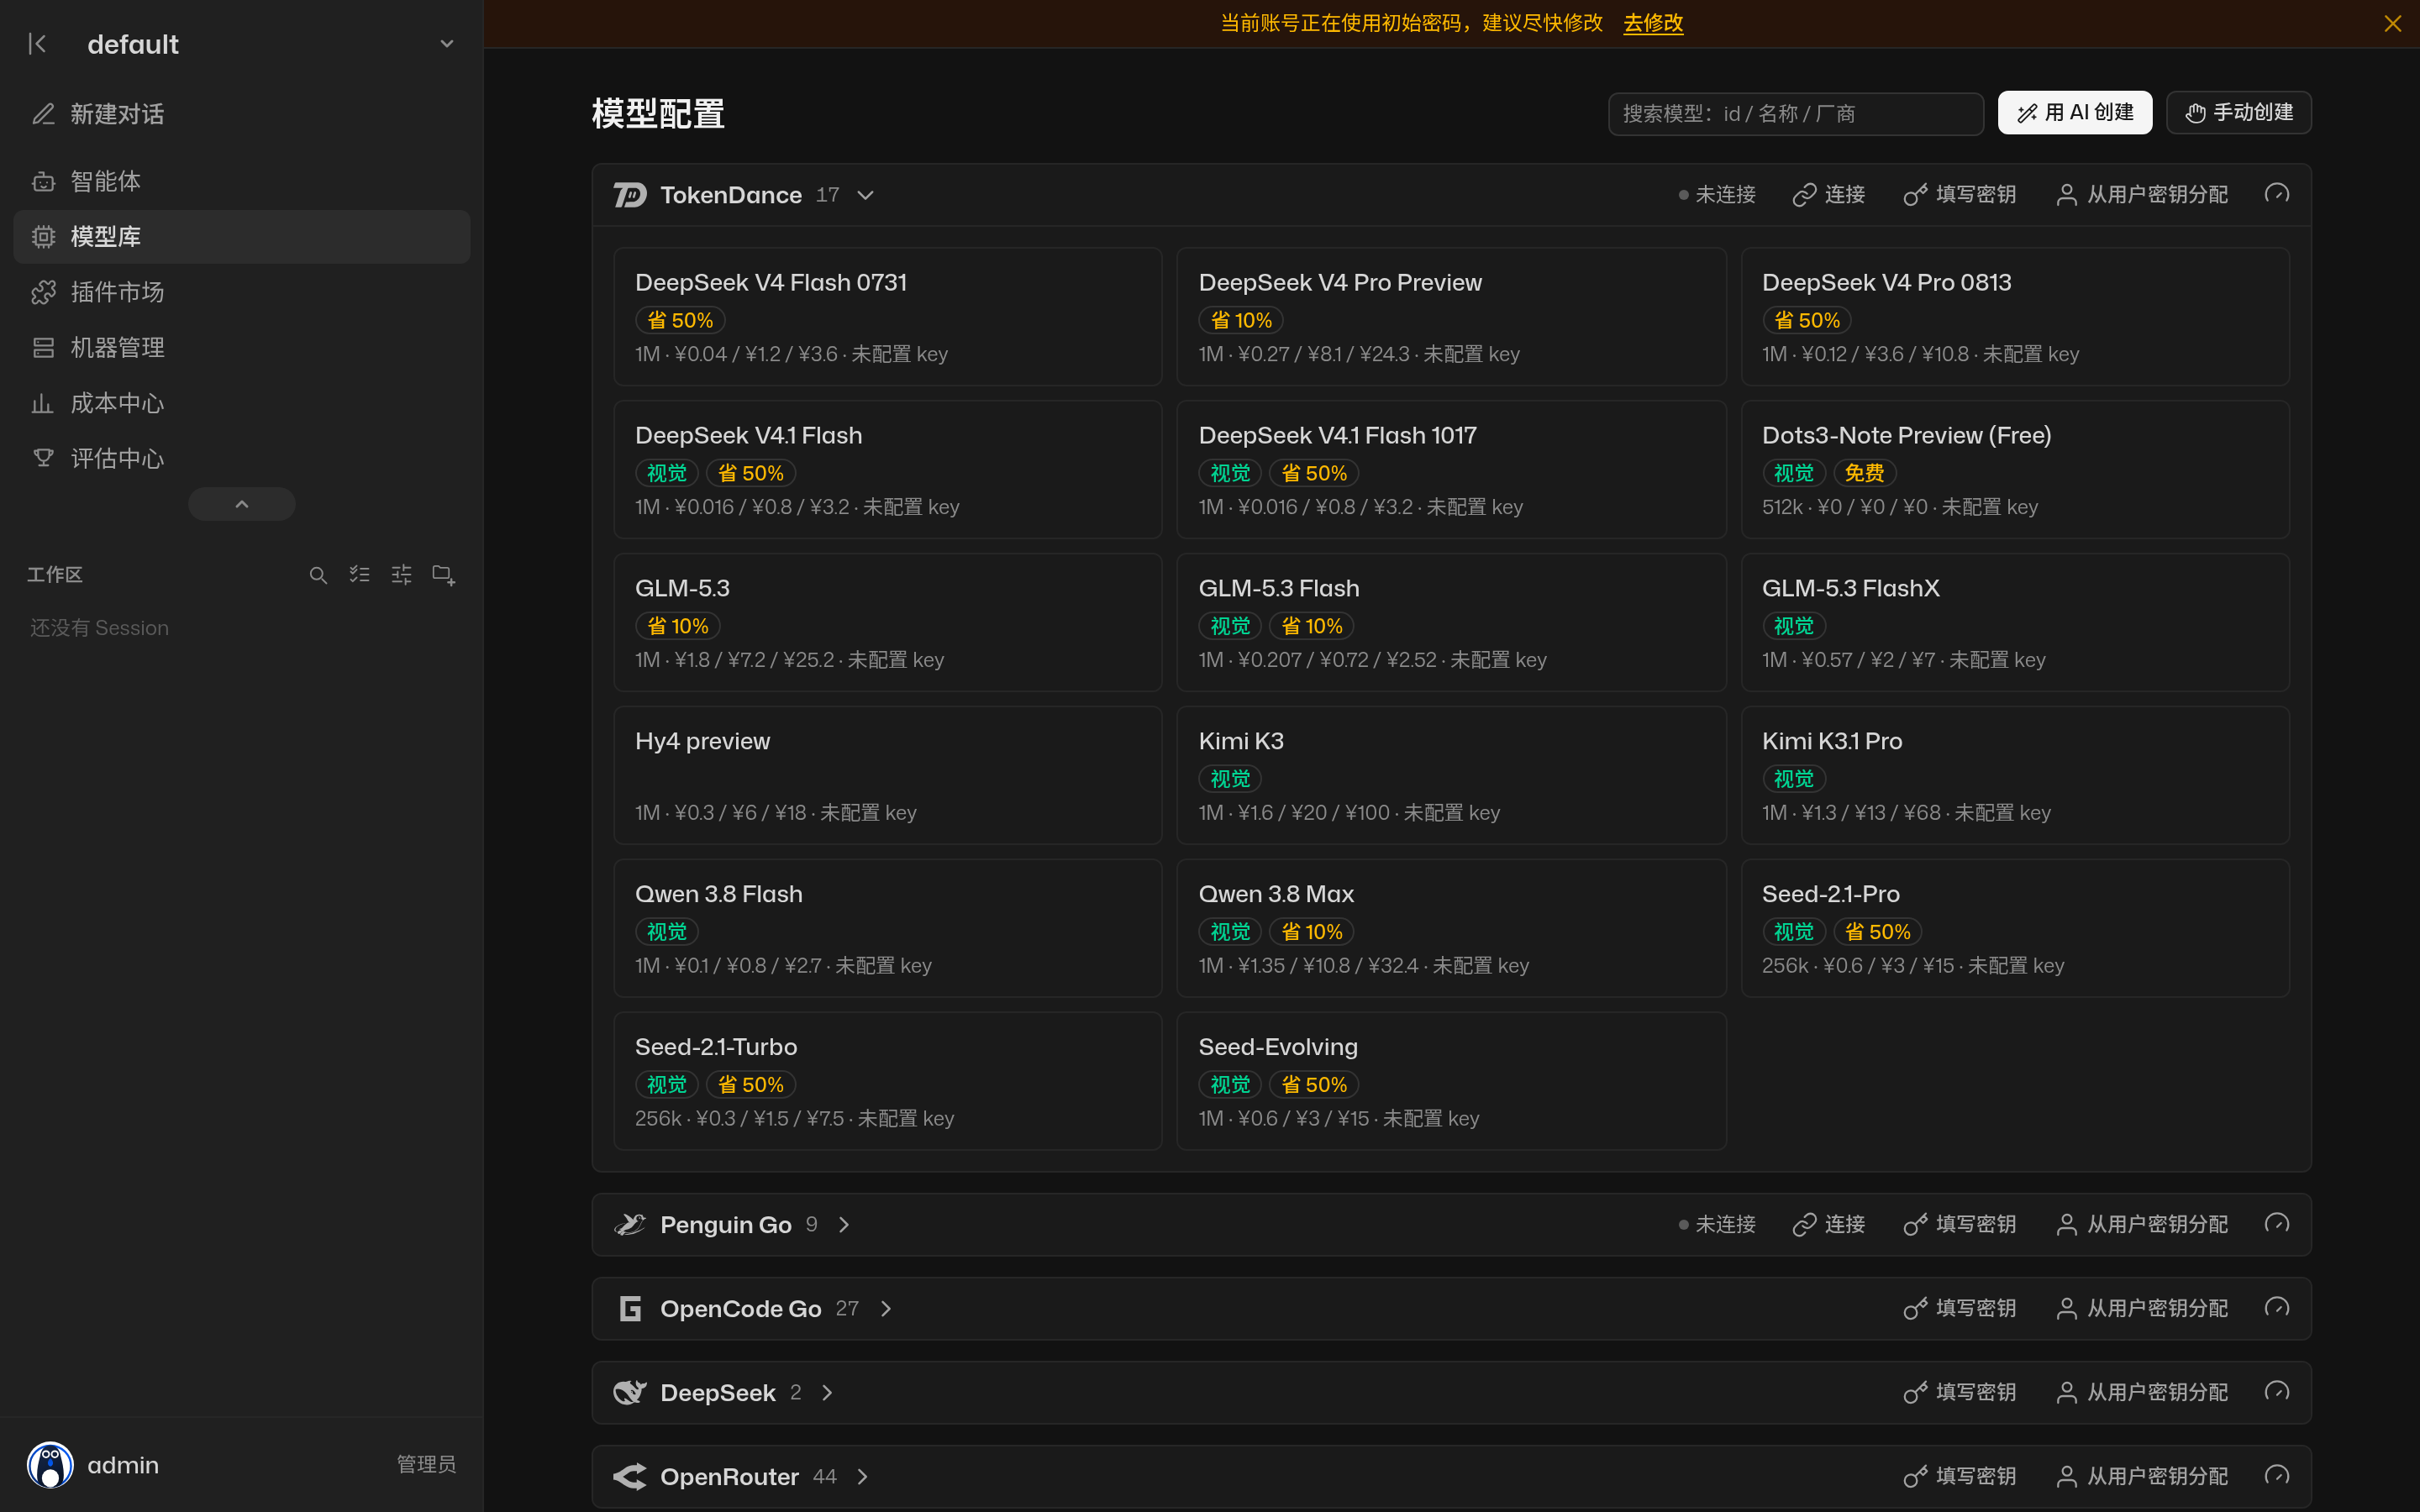 default
新建对话
智能体
模型库
插件市场
机器管理
成本中心
评估中心
工作区
还没有 Session
admin 管理员
当前账号正在使用初始密码，建议尽快修改 去修改
模型配置
搜索模型：id / 名称 / 厂商 用 AI 创建 手动创建
TokenDance 17 未连接 连接 填写密钥 从用户密钥分配
DeepSeek V4 Flash 0731
省 50%
1M · ¥0.04 / ¥1.2 / ¥3.6 · 未配置 key
DeepSeek V4 Pro Preview
省 10%
1M · ¥0.27 / ¥8.1 / ¥24.3 · 未配置 key
DeepSeek V4 Pro 0813
省 50%
1M · ¥0.12 / ¥3.6 / ¥10.8 · 未配置 key
DeepSeek V4.1 Flash
视觉 省 50%
1M · ¥0.016 / ¥0.8 / ¥3.2 · 未配置 key
DeepSeek V4.1 Flash 1017
视觉 省 50%
1M · ¥0.016 / ¥0.8 / ¥3.2 · 未配置 key
Dots3-Note Preview (Free)
视觉 免费
512k · ¥0 / ¥0 / ¥0 · 未配置 key
GLM-5.3
省 10%
1M · ¥1.8 / ¥7.2 / ¥25.2 · 未配置 key
GLM-5.3 Flash
视觉 省 10%
1M · ¥0.207 / ¥0.72 / ¥2.52 · 未配置 key
GLM-5.3 FlashX
视觉
1M · ¥0.57 / ¥2 / ¥7 · 未配置 key
Hy4 preview
1M · ¥0.3 / ¥6 / ¥18 · 未配置 key
Kimi K3
视觉
1M · ¥1.6 / ¥20 / ¥100 · 未配置 key
Kimi K3.1 Pro
视觉
1M · ¥1.3 / ¥13 / ¥68 · 未配置 key
Qwen 3.8 Flash
视觉
1M · ¥0.1 / ¥0.8 / ¥2.7 · 未配置 key
Qwen 3.8 Max
视觉 省 10%
1M · ¥1.35 / ¥10.8 / ¥32.4 · 未配置 key
Seed-2.1-Pro
视觉 省 50%
256k · ¥0.6 / ¥3 / ¥15 · 未配置 key
Seed-2.1-Turbo
视觉 省 50%
256k · ¥0.3 / ¥1.5 / ¥7.5 · 未配置 key
Seed-Evolving
视觉 省 50%
1M · ¥0.6 / ¥3 / ¥15 · 未配置 key
Penguin Go 9 未连接 连接 填写密钥 从用户密钥分配
OpenCode Go 27 填写密钥 从用户密钥分配
DeepSeek 2 填写密钥 从用户密钥分配
OpenRouter 44 填写密钥 从用户密钥分配